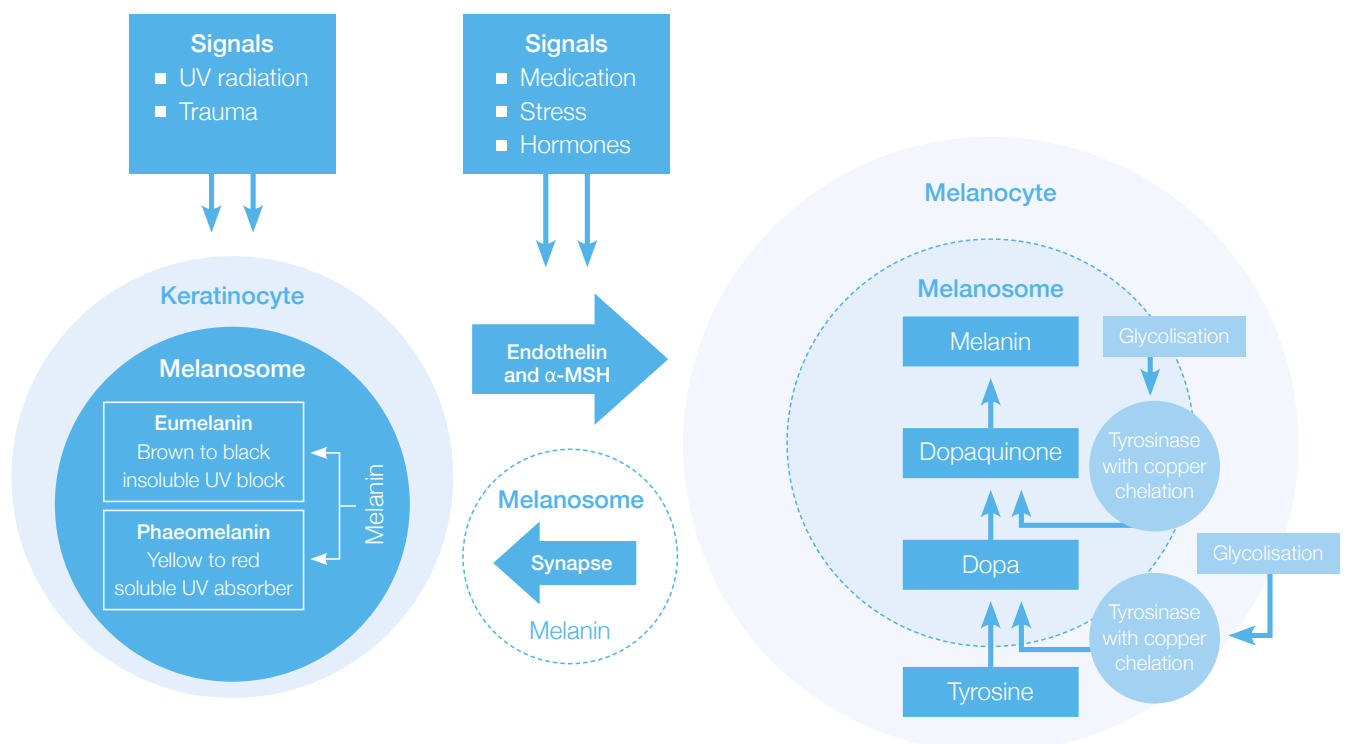 Signals
UV radiation
Trauma
Signals
Medication
Stress
Hormones
Keratinocyte
Melanosome
Eumelanin
Brown to black
insoluble UV block
Phaeomelanin
Yellow to red
soluble UV absorber
Melanin
Endothelin
and α-MSH
Melanosome
Synapse
Melanin
Melanocyte
Melanosome
Melanin
Glycolisation
Dopaquinone
Tyrosinase
with copper
chelation
Dopa
Glycolisation
Tyrosinase
with copper
chelation
Tyrosine